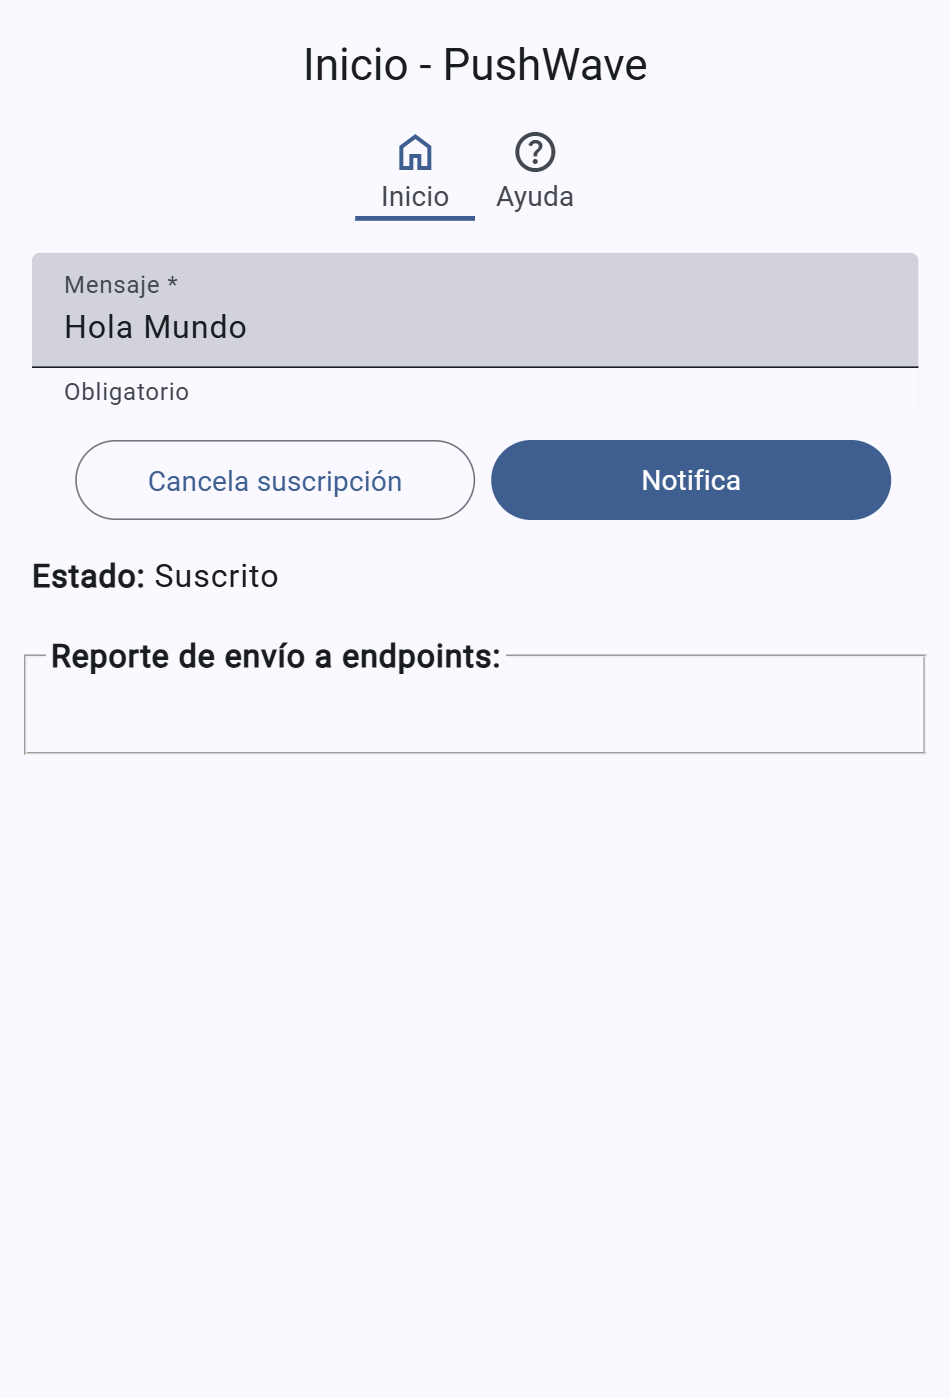 Inicio - PushWave
Inicio
Ayuda
Mensaje *
Hola Mundo
Obligatorio
Cancela suscripción
Notifica
Estado: Suscrito
Reporte de envío a endpoints: